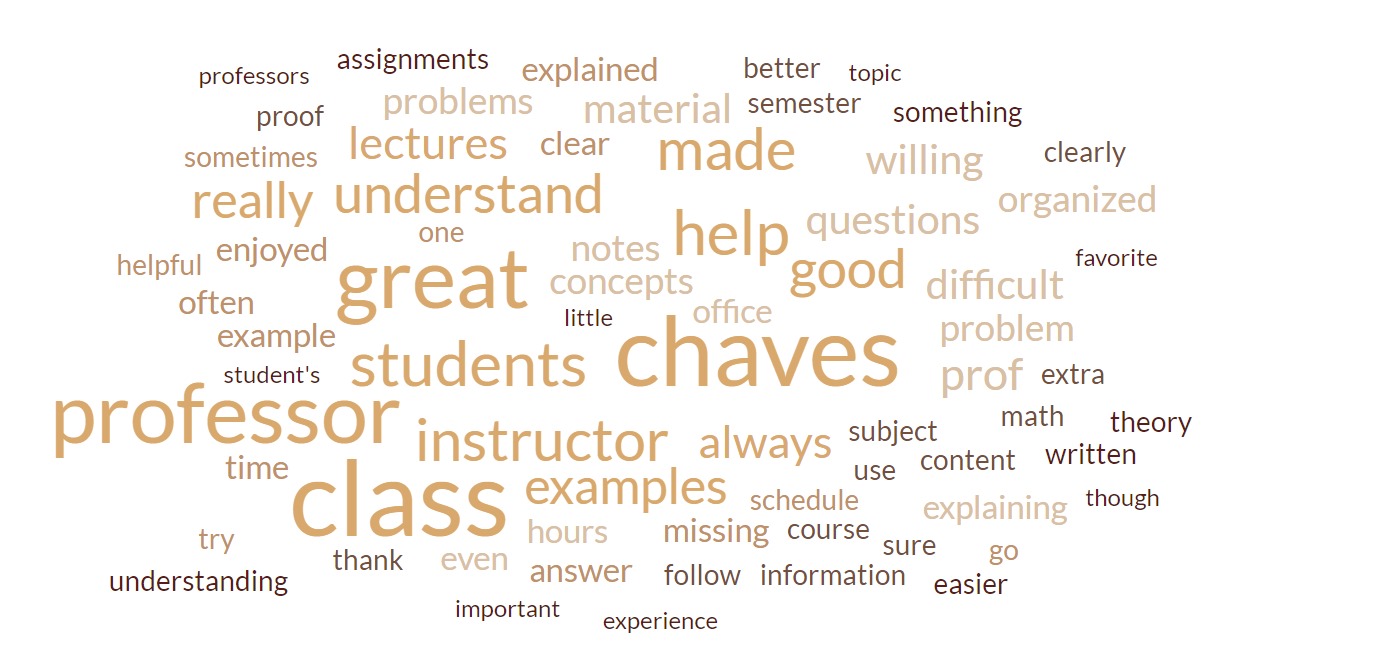 professors assignments explained better topic
proof problems material semester something
sometimes lectures clear made willing clearly
really understand help questions organized
helpful enjoyed one notes good favorite
often great concepts difficult
example little office problem
student's students chaves prof extra
professor instructor always subject math theory
time class examples use content written
schedule explaining though
try hours missing course sure go
thank even answer follow information easier
understanding important experience